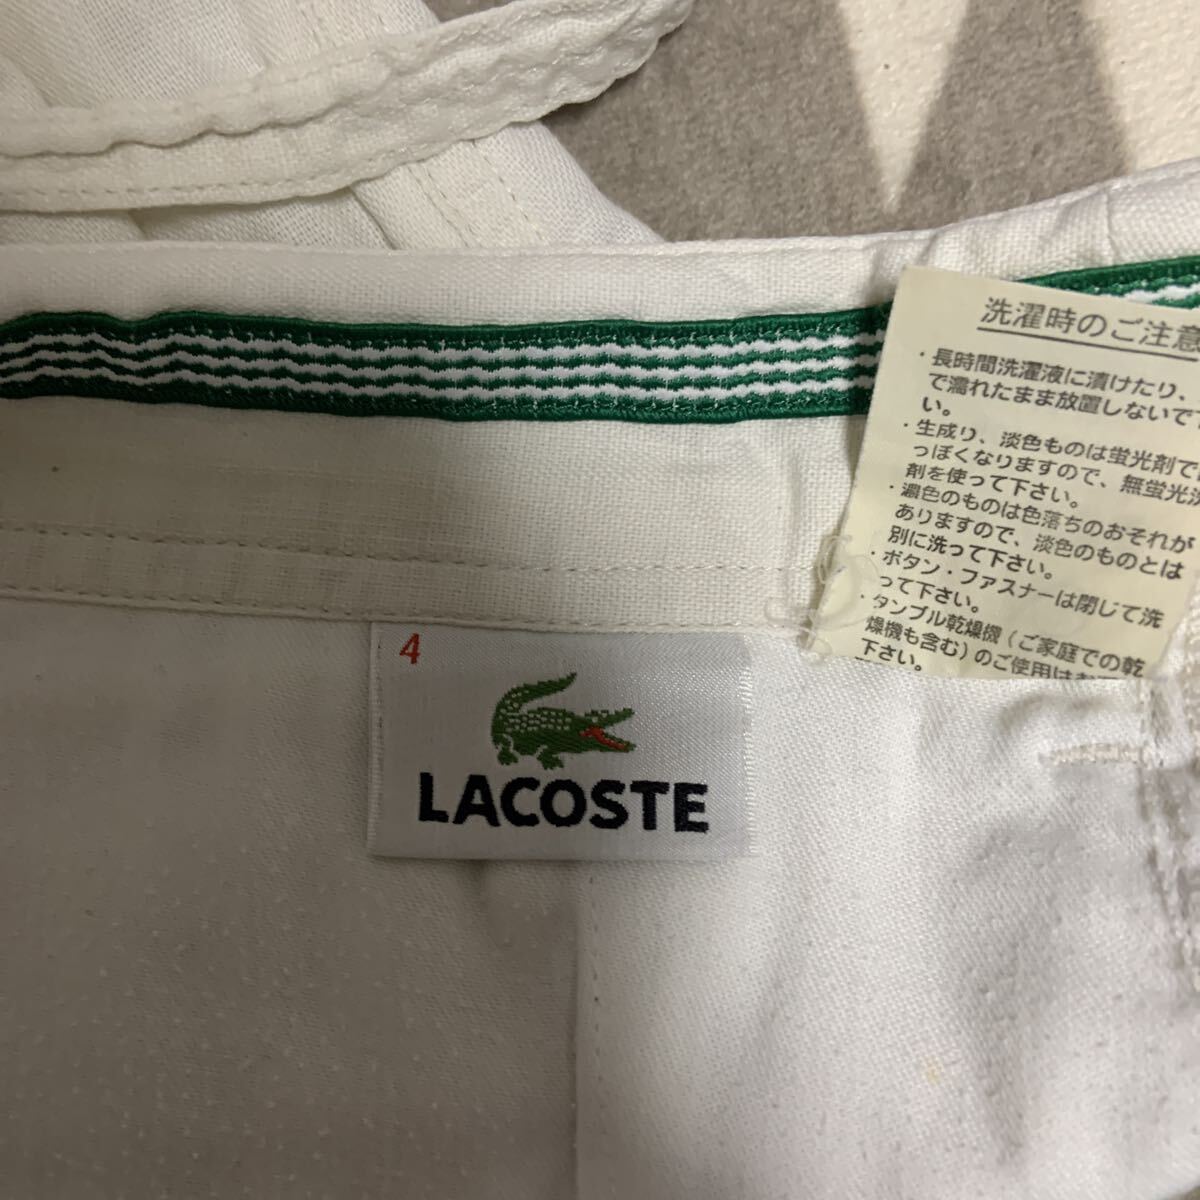 洗濯時のご注意
・長時間洗濯液に漬けたり、
で濡れたまま放置しないで下
い。
・生成り、淡色ものは蛍光剤で
っぽくなりますので、無蛍光洗
剤を使って下さい。
・濃色のものは色落ちのおそれが
ありますので、淡色のものとは
別に洗って下さい。
・ボタン・ファスナーは閉じて洗
って下さい。
・タンブル乾燥機（ご家庭での乾
燥機も含む）のご使用はお
下さい。
4
LACOSTE